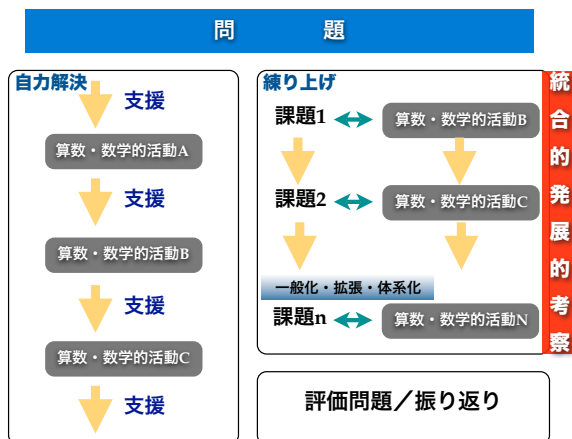 問　題
自力解決
支援
算数・数学的活動A
支援
算数・数学的活動B
支援
算数・数学的活動C
支援
練り上げ
課題1
算数・数学的活動B
課題2
算数・数学的活動C
一般化・拡張・体系化
課題n
算数・数学的活動N
統合的発展的考察
評価問題／振り返り